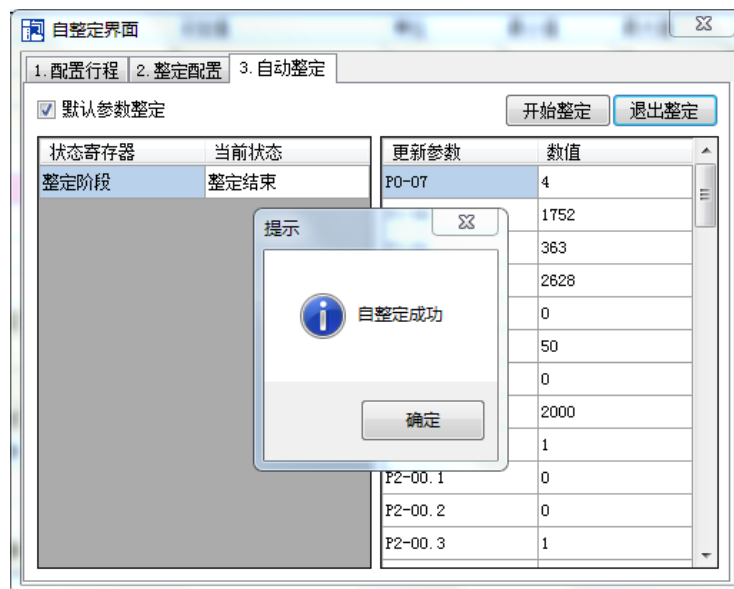 自整定界面
1.配置行程 2.整定配置 3.自动整定
默认参数整定 开始整定 退出整定
状态寄存器 当前状态 更新参数 数值
整定阶段 整定结束 P0-07 4
提示 1752
363
2628
自整定成功 0
50
0
确定 2000
1
P2-00.1 0
P2-00.2 0
P2-00.3 1